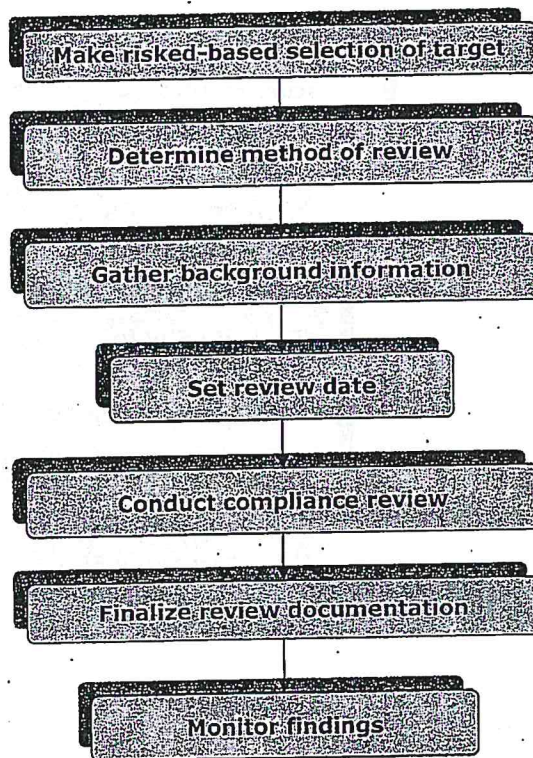 Make risked-based selection of target
Determine method of review
Gather background information
Set review date
Conduct compliance review
Finalize review documentation
Monitor findings